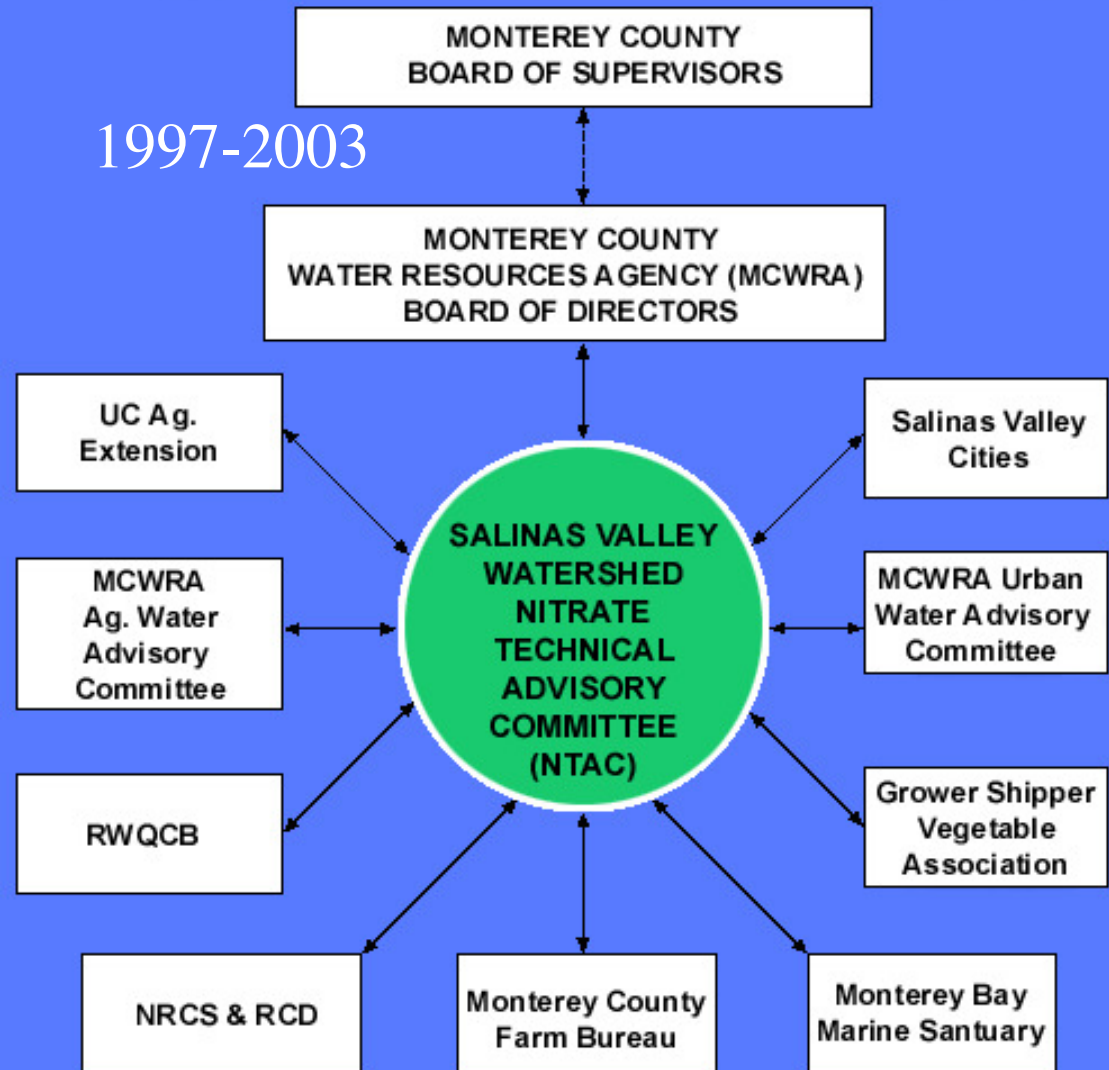 MONTEREY COUNTY
BOARD OF SUPERVISORS
1997-2003
MONTEREY COUNTY
WATER RESOURCES AGENCY (MCWRA)
BOARD OF DIRECTORS
UC Ag.
Extension
Salinas Valley
Cities
SALINAS VALLEY
WATERSHED
NITRATE
TECHNICAL
ADVISORY
COMMITTEE
(NTAC)
MCWRA
Ag. Water
Advisory
Committee
MCWRA Urban
Water Advisory
Committee
RWQCB
Grower Shipper
Vegetable
Association
NRCS & RCD
Monterey County
Farm Bureau
Monterey Bay
Marine Santuary